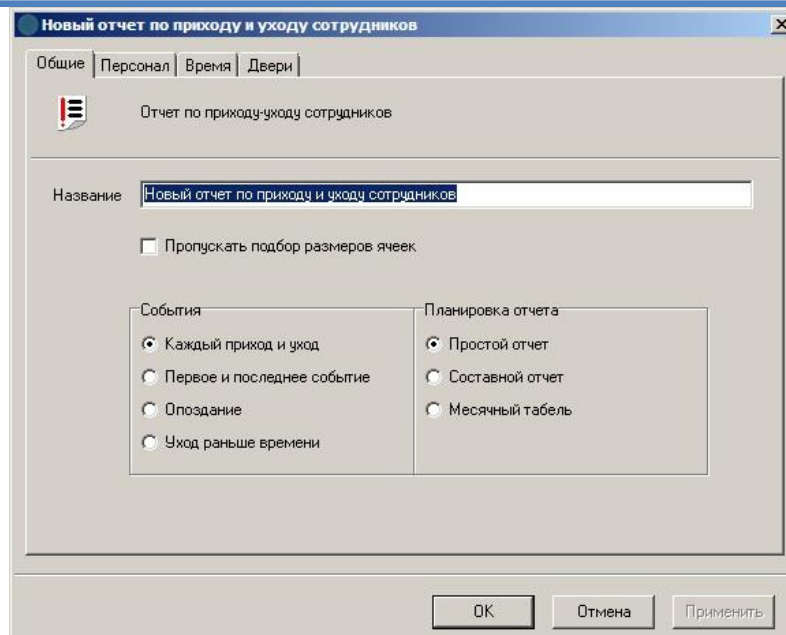 Новый отчет по приходу и уходу сотрудников
Общие Персонал Время Двери
Отчет по приходу-уходу сотрудников
Название Новый отчет по приходу и уходу сотрудников
Пропускать подбор размеров ячеек
События Планировка отчета
Каждый приход и уход Простой отчет
Первое и последнее событие Составной отчет
Опоздание Месячный табель
Уход раньше времени
OK Отмена Применить